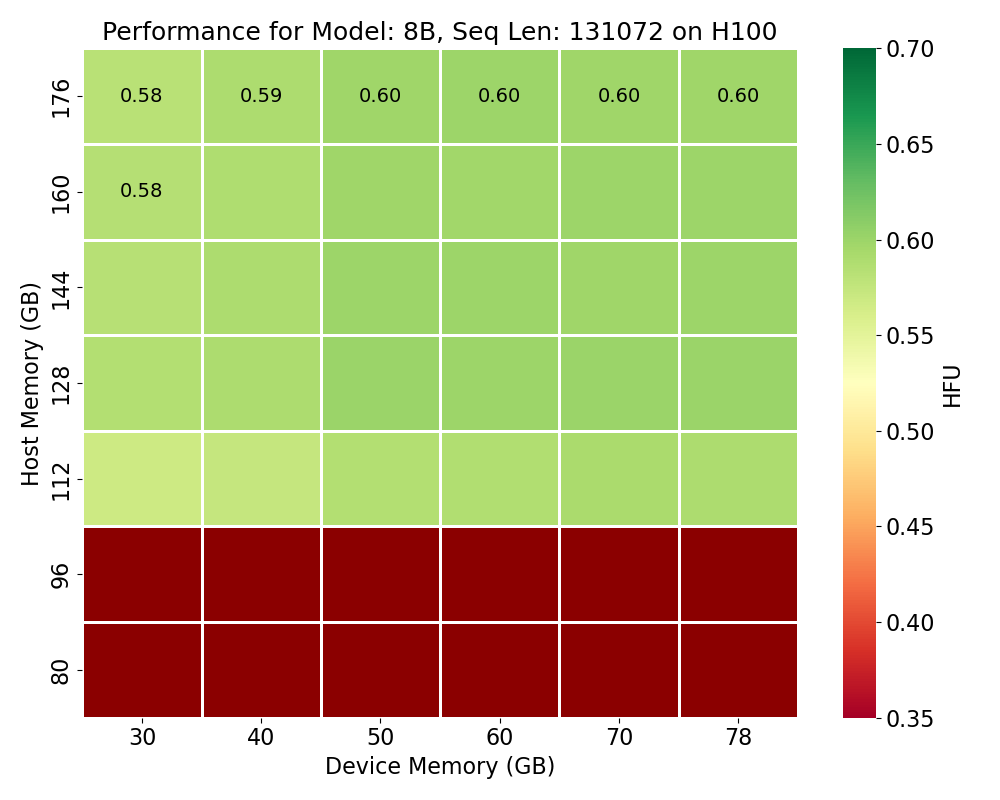 Performance for Model: 8B, Seq Len: 131072 on H100
Host Memory (GB)
176
0.58 0.59 0.60 0.60 0.60 0.60
160
0.58
144
128
112
96
80
30 40 50 60 70 78
Device Memory (GB)
0.70
0.65
0.60
0.55
0.50
0.45
0.40
0.35
HFU